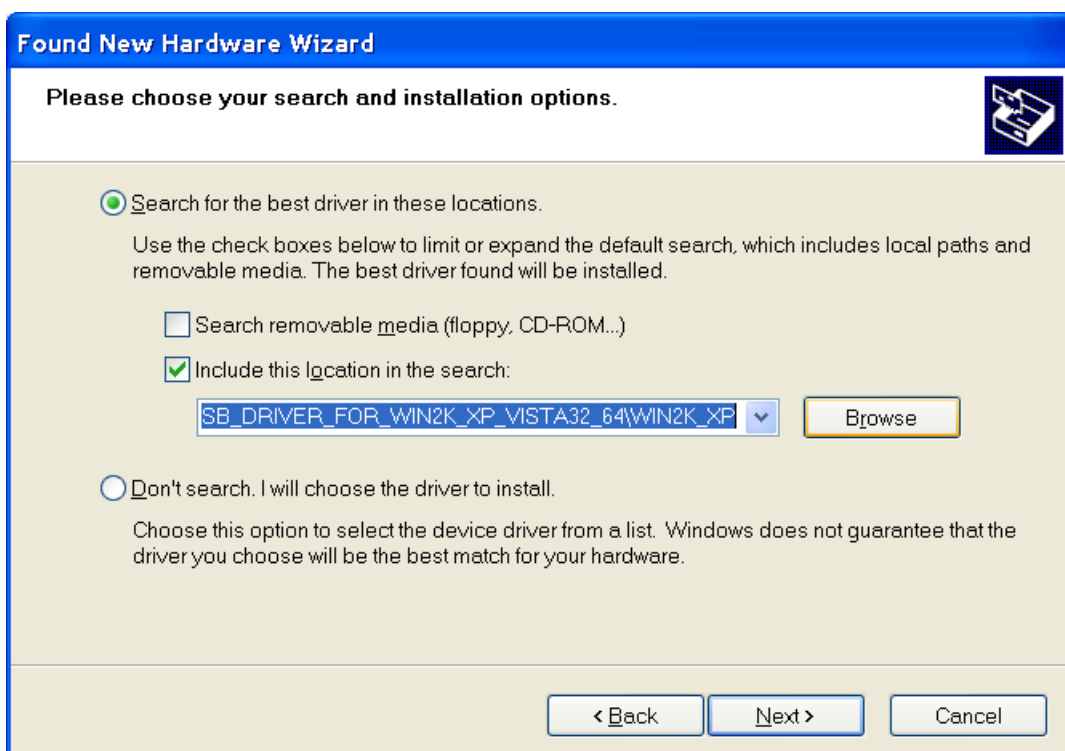 Found New Hardware Wizard
Please choose your search and installation options.
Search for the best driver in these locations.
Use the check boxes below to limit or expand the default search, which includes local paths and
removable media. The best driver found will be installed.
Search removable media (floppy, CD-ROM...)
Include this location in the search:
SB_DRIVER_FOR_WIN2K_XP_VISTA32_64\WIN2K_XP
Browse
Don't search. I will choose the driver to install.
Choose this option to select the device driver from a list. Windows does not guarantee that the
driver you choose will be the best match for your hardware.
< Back
Next >
Cancel